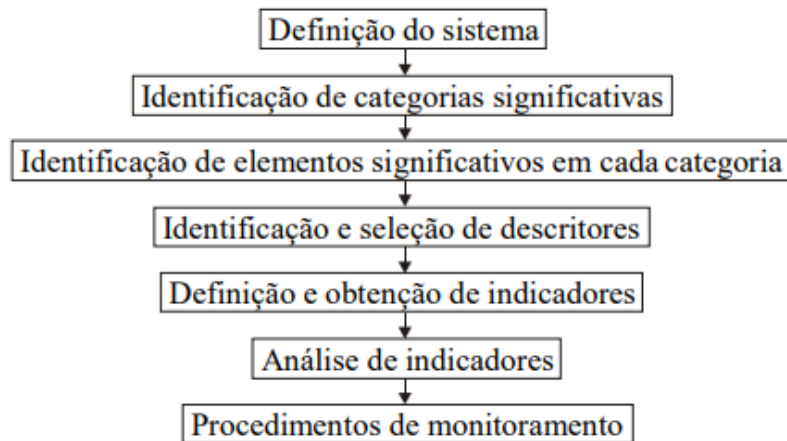 Definição do sistema
Identificação de categorias significativas
Identificação de elementos significativos em cada categoria
Identificação e seleção de descritores
Definição e obtenção de indicadores
Análise de indicadores
Procedimentos de monitoramento